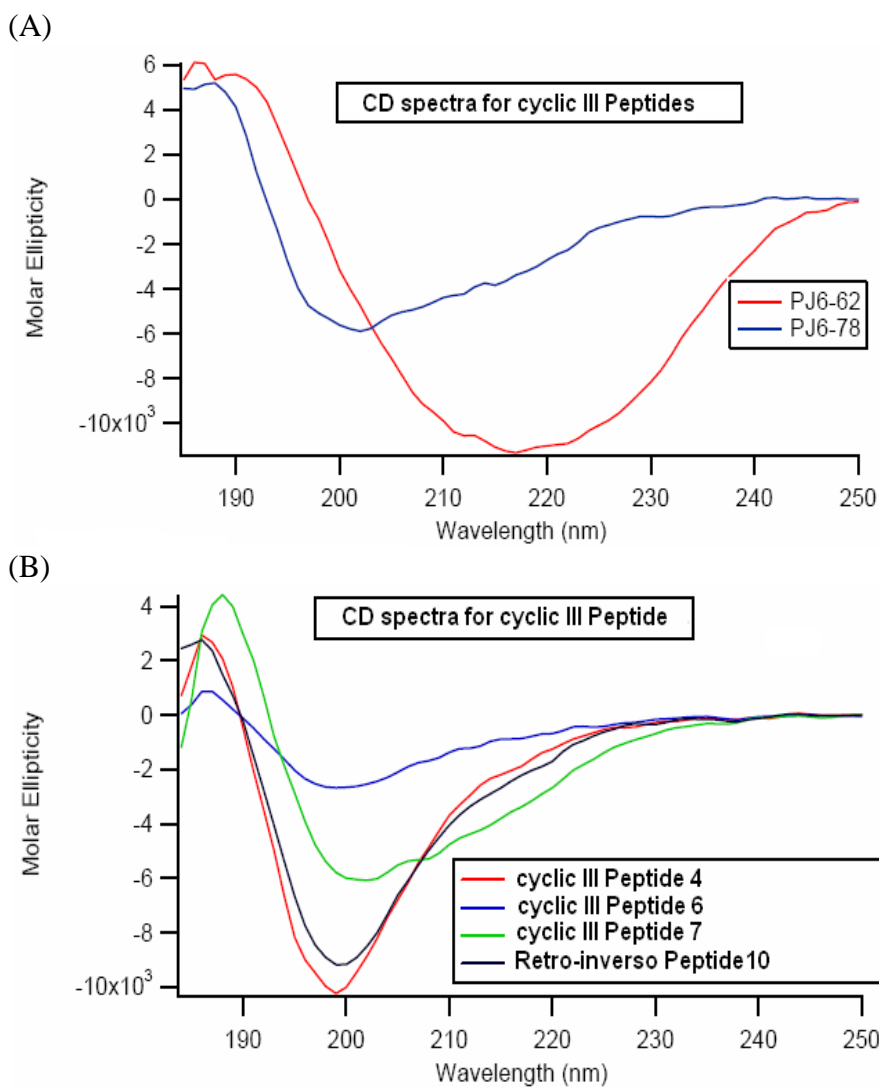 (A)
CD spectra for cyclic III Peptides
6
4
2
0
-2
-4
-6
-8
-10x10³
Molar Ellipticity
PJ6-62
PJ6-78
190 200 210 220 230 240 250
Wavelength (nm)
(B)
CD spectra for cyclic III Peptide
4
2
0
-2
-4
-6
-8
-10x10³
Molar Ellipticity
cyclic III Peptide 4
cyclic III Peptide 6
cyclic III Peptide 7
Retro-inverso Peptide10
190 200 210 220 230 240 250
Wavelength (nm)